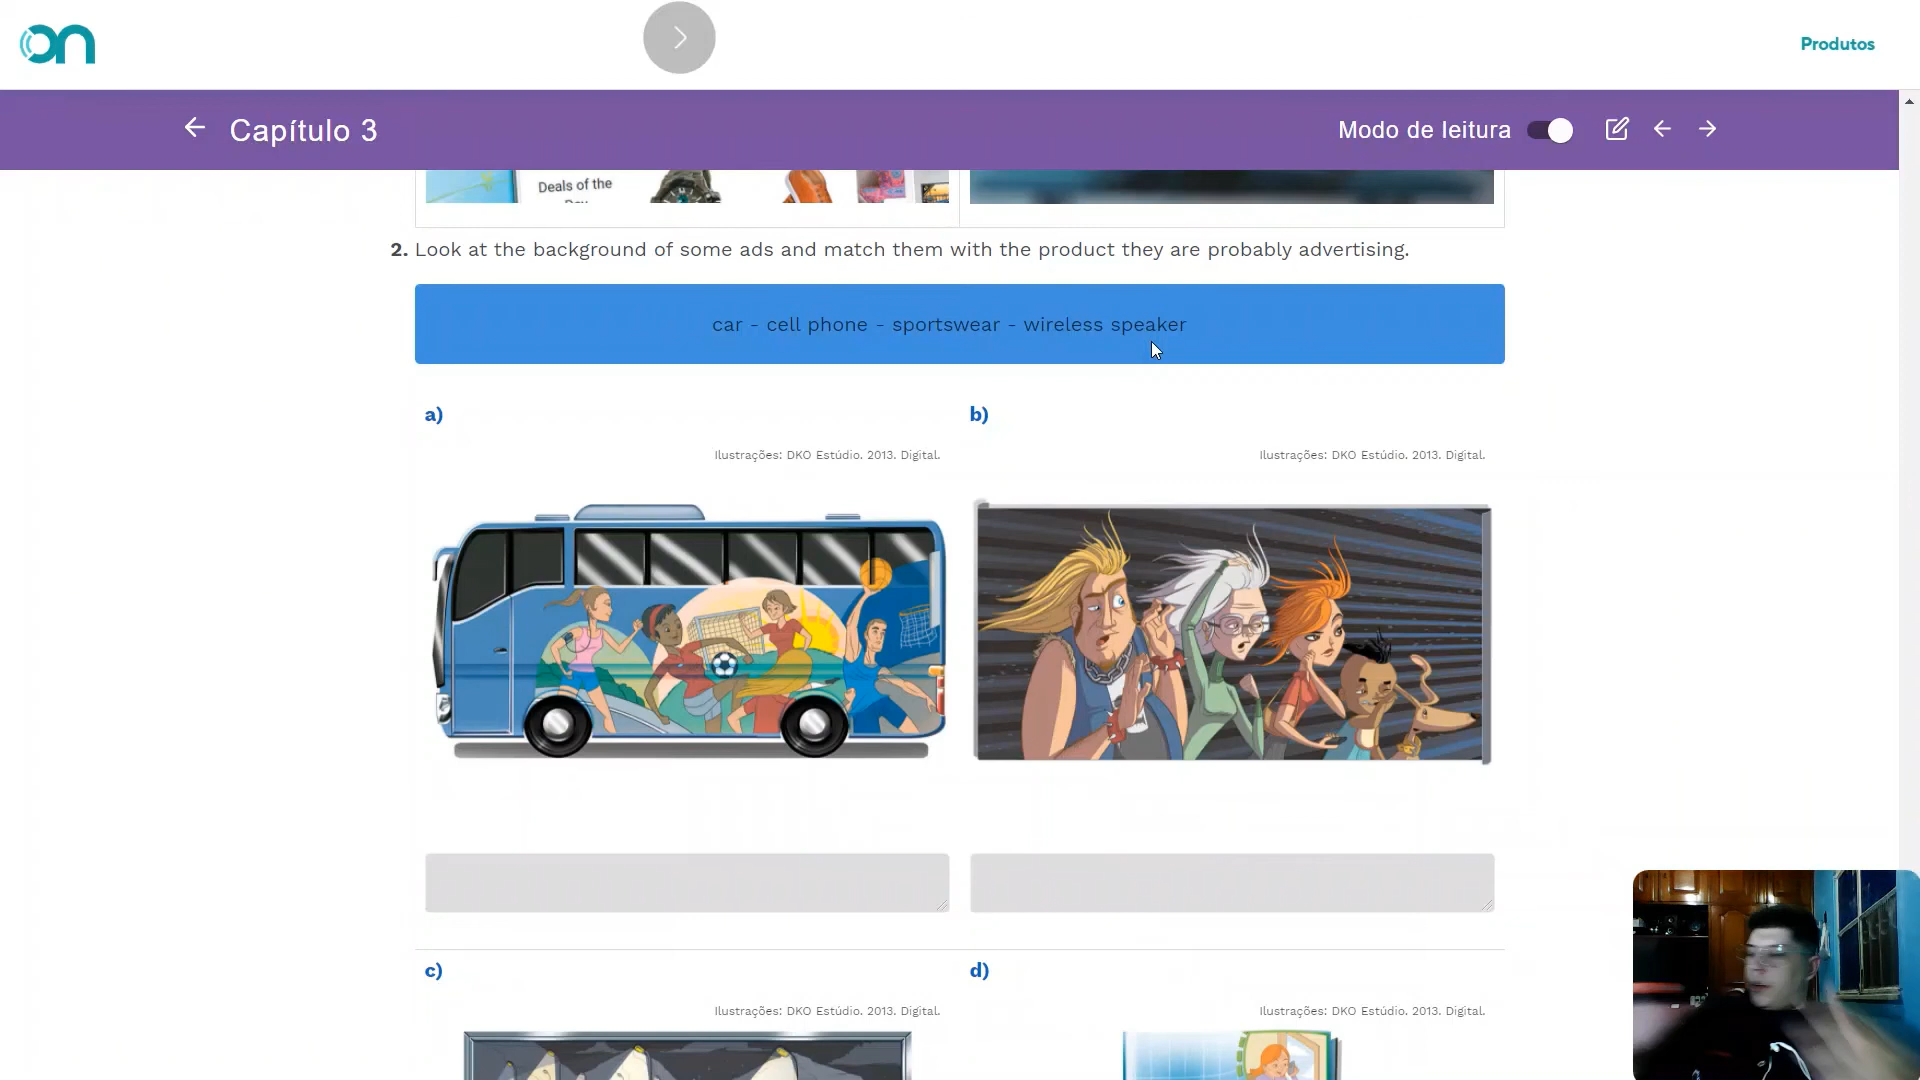 on
Produtos
Capítulo 3
Modo de leitura
Deals of the
2. Look at the background of some ads and match them with the product they are probably advertising.
car - cell phone - sportswear - wireless speaker
a)
b)
Ilustrações: DKO Estúdio. 2013. Digital.
Ilustrações: DKO Estúdio. 2013. Digital.
c)
d)
Ilustrações: DKO Estúdio. 2013. Digital.
Ilustrações: DKO Estúdio. 2013. Digital.